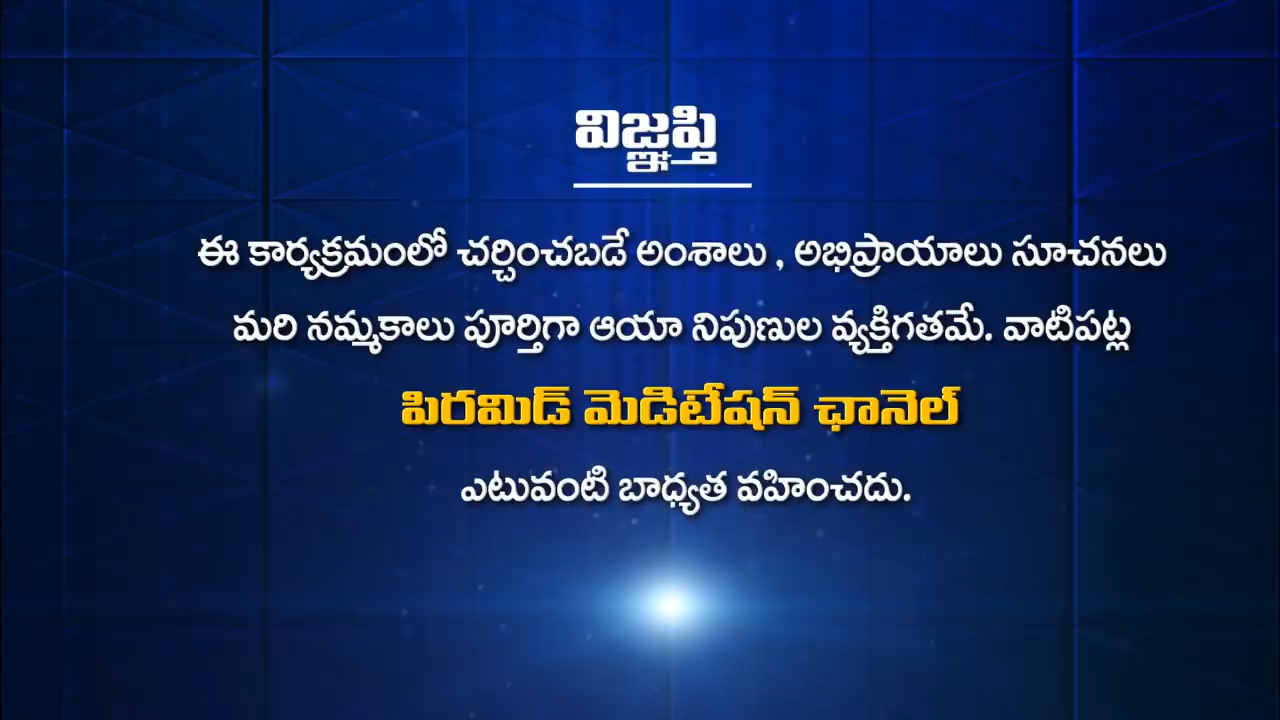 విజ్ఞప్తి
ఈ కార్యక్రమంలో చర్చించబడే అంశాలు , అభిప్రాయాలు సూచనలు
మరి నమ్మకాలు పూర్తిగా ఆయా నిపుణుల వ్యక్తిగతమే. వాటిపట్ల
పిరమిడ్ మెడిటేషన్ ఛానెల్
ఎటువంటి బాధ్యత వహించదు.